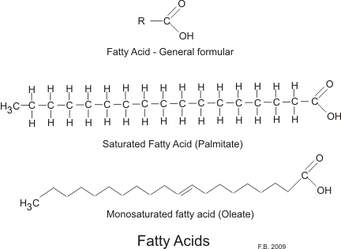 O
R C
OH
Fatty Acid - General formular
H H H H H H H H H H H H H H O
H₃C C C C C C C C C C C C C C C C
H H H H H H H H H H H H H H OH
Saturated Fatty Acid (Palmitate)
O
C
OH
H₃C
Monosaturated fatty acid (Oleate)
Fatty Acids
F.B. 2009